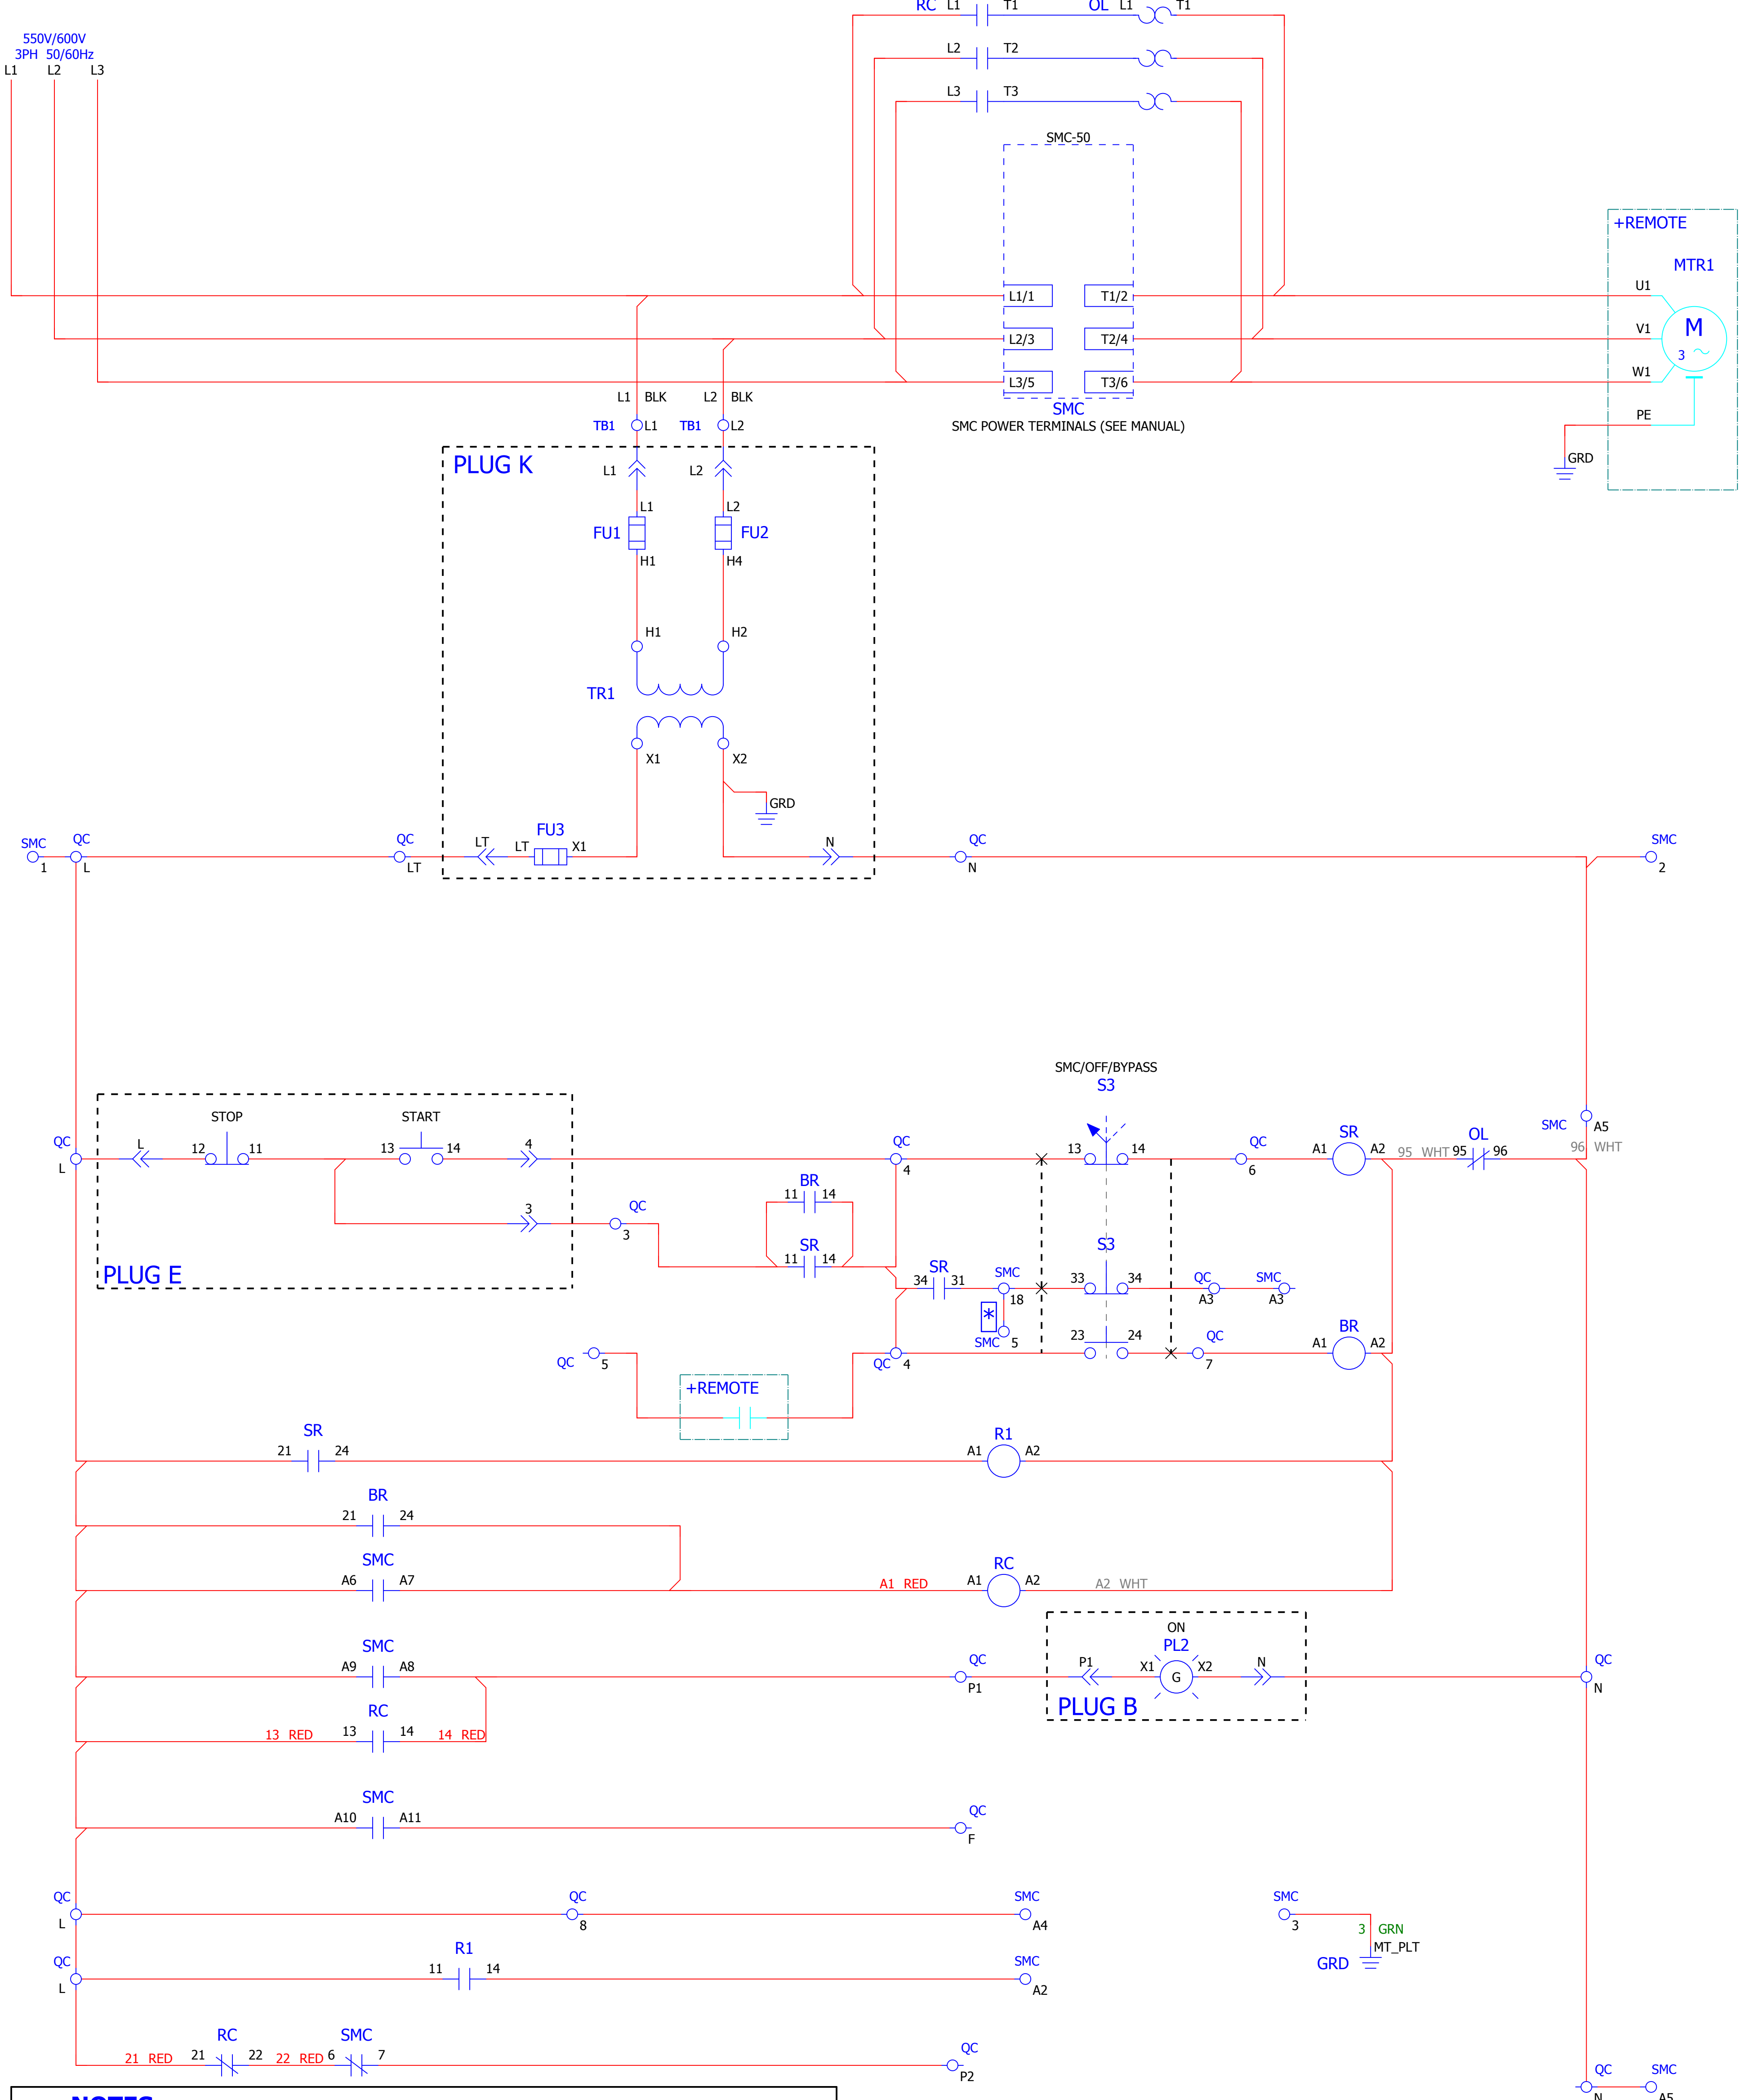 RC L1 T1 OL L1 T1
550V/600V
3PH 50/60Hz
L1 L2 L3
L2 T2
L3 T3
SMC-50
+REMOTE
MTR1
L1/1 T1/2 U1
L2/3 T2/4 V1 M
3
L3/5 T3/6 W1
L1 BLK L2 BLK
SMC
SMC POWER TERMINALS (SEE MANUAL)
PE
TB1 L1 TB1 L2
GRD
PLUG K
L1 L2
L1 L2
FU1 FU2
H1 H4
H1 H2
TR1
X1 X2
GRD
SMC QC QC FU3 QC SMC
LT LT X1 N
1 L LT N 2
SMC/OFF/BYPASS
S3
STOP START
SMC A5
QC L 12 11 13 14 4 QC 13 14 QC SR OL
A1 A2 95 WHT 95 96 96 WHT
L 4 6
BR
11 14
3 QC
3
SR S3
11 14
PLUG E
SR SMC QC SMC
34 31 33 34
18 A3 A3
*
SMC 5
23 24 QC BR
A1 A2
QC 5 QC 4 7
+REMOTE
SR R1
21 24 A1 A2
BR
21 24
SMC RC
A6 A7 A1 RED A1 A2 A2 WHT
ON
SMC PL2
A9 A8 QC P1 X1 G X2 N QC
P1 N
PLUG B
RC
13 RED 13 14 14 RED
SMC
A10 A11 QC
F
QC QC SMC SMC
L 8 A4 3
3 GRN
MT_PLT
GRD
QC R1 SMC
11 14
L A2
RC SMC QC
21 RED 21 22 22 RED 6 7
P2
QC SMC
N A5
NOTES